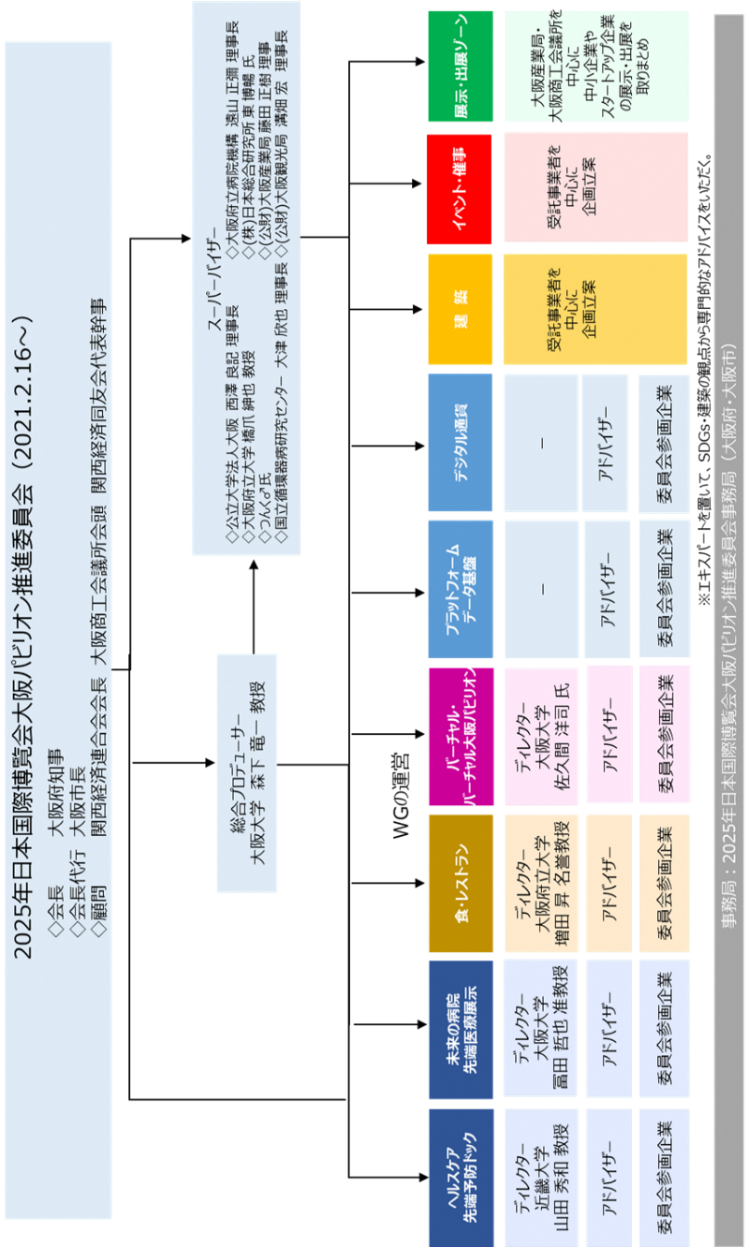 2025年日本国際博覧会大阪パビリオン推進委員会（2021.2.16～）
◇会長　　大阪府知事
◇会長代行　大阪市長
◇顧問　　関西経済連合会会長　大阪商工会議所会頭　関西経済同友会代表幹事
総合プロデューサー
大阪大学　森下 竜一 教授
スーパーバイザー
◇公立大学法人大阪 西澤 良記 理事長
◇大阪府立大学 橋爪 紳也 教授
◇つんく♂氏
◇国立循環器病研究センター 大津 欣也 理事長
◇大阪府立病院機構 遠山 正彌 理事長
◇(株)日本総合研究所 東 博暢 氏
◇(公財)大阪産業局 藤田 正樹 理事
◇(公財)大阪観光局 溝畑 宏 理事長
WGの運営
ヘルスケア
先端予防ドック
ディレクター
近畿大学
山田 秀和 教授
アドバイザー
委員会参画企業
未来の病院
先端医療展示
ディレクター
大阪大学
冨田 哲也 准教授
アドバイザー
委員会参画企業
食・レストラン
ディレクター
大阪府立大学
増田 昇 名誉教授
アドバイザー
委員会参画企業
バーチャル・
バーチャル大阪パビリオン
ディレクター
大阪大学
佐久間 洋司 氏
アドバイザー
委員会参画企業
プラットフォーム
データ基盤
－
アドバイザー
委員会参画企業
デジタル通貨
－
アドバイザー
委員会参画企業
建　築
受託事業者を
中心に
企画立案
イベント・催事
受託事業者を
中心に
企画立案
展示・出展ゾーン
大阪産業局・
大阪商工会議所を
中心に
中小企業や
スタートアップ企業
の展示・出展を
取りまとめ
※エキスパートを置いて、SDGs・建築の観点から専門的なアドバイスをいただく。
事務局：2025年日本国際博覧会大阪パビリオン推進委員会事務局（大阪府・大阪市）